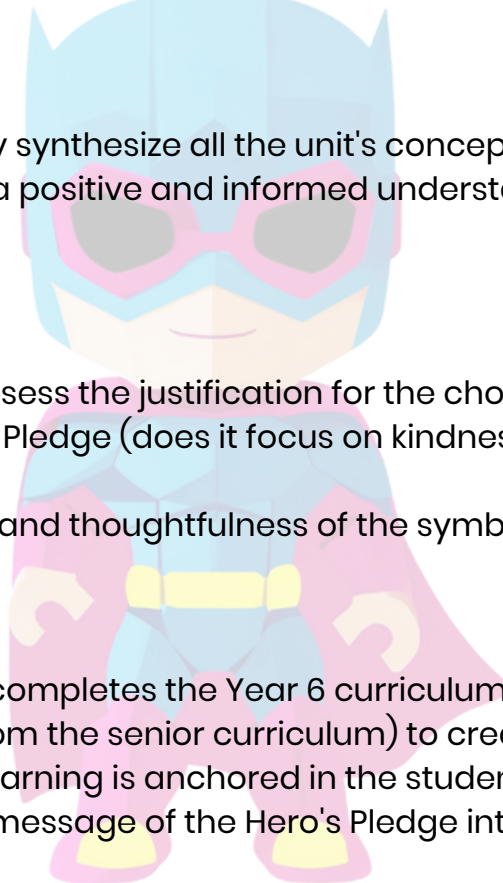 y synthesize all the unit's concep
a positive and informed underst
sess the justification for the cho
Pledge (does it focus on kindnes
and thoughtfulness of the symb
completes the Year 6 curriculum
om the senior curriculum) to cre
arning is anchored in the studen
message of the Hero's Pledge int